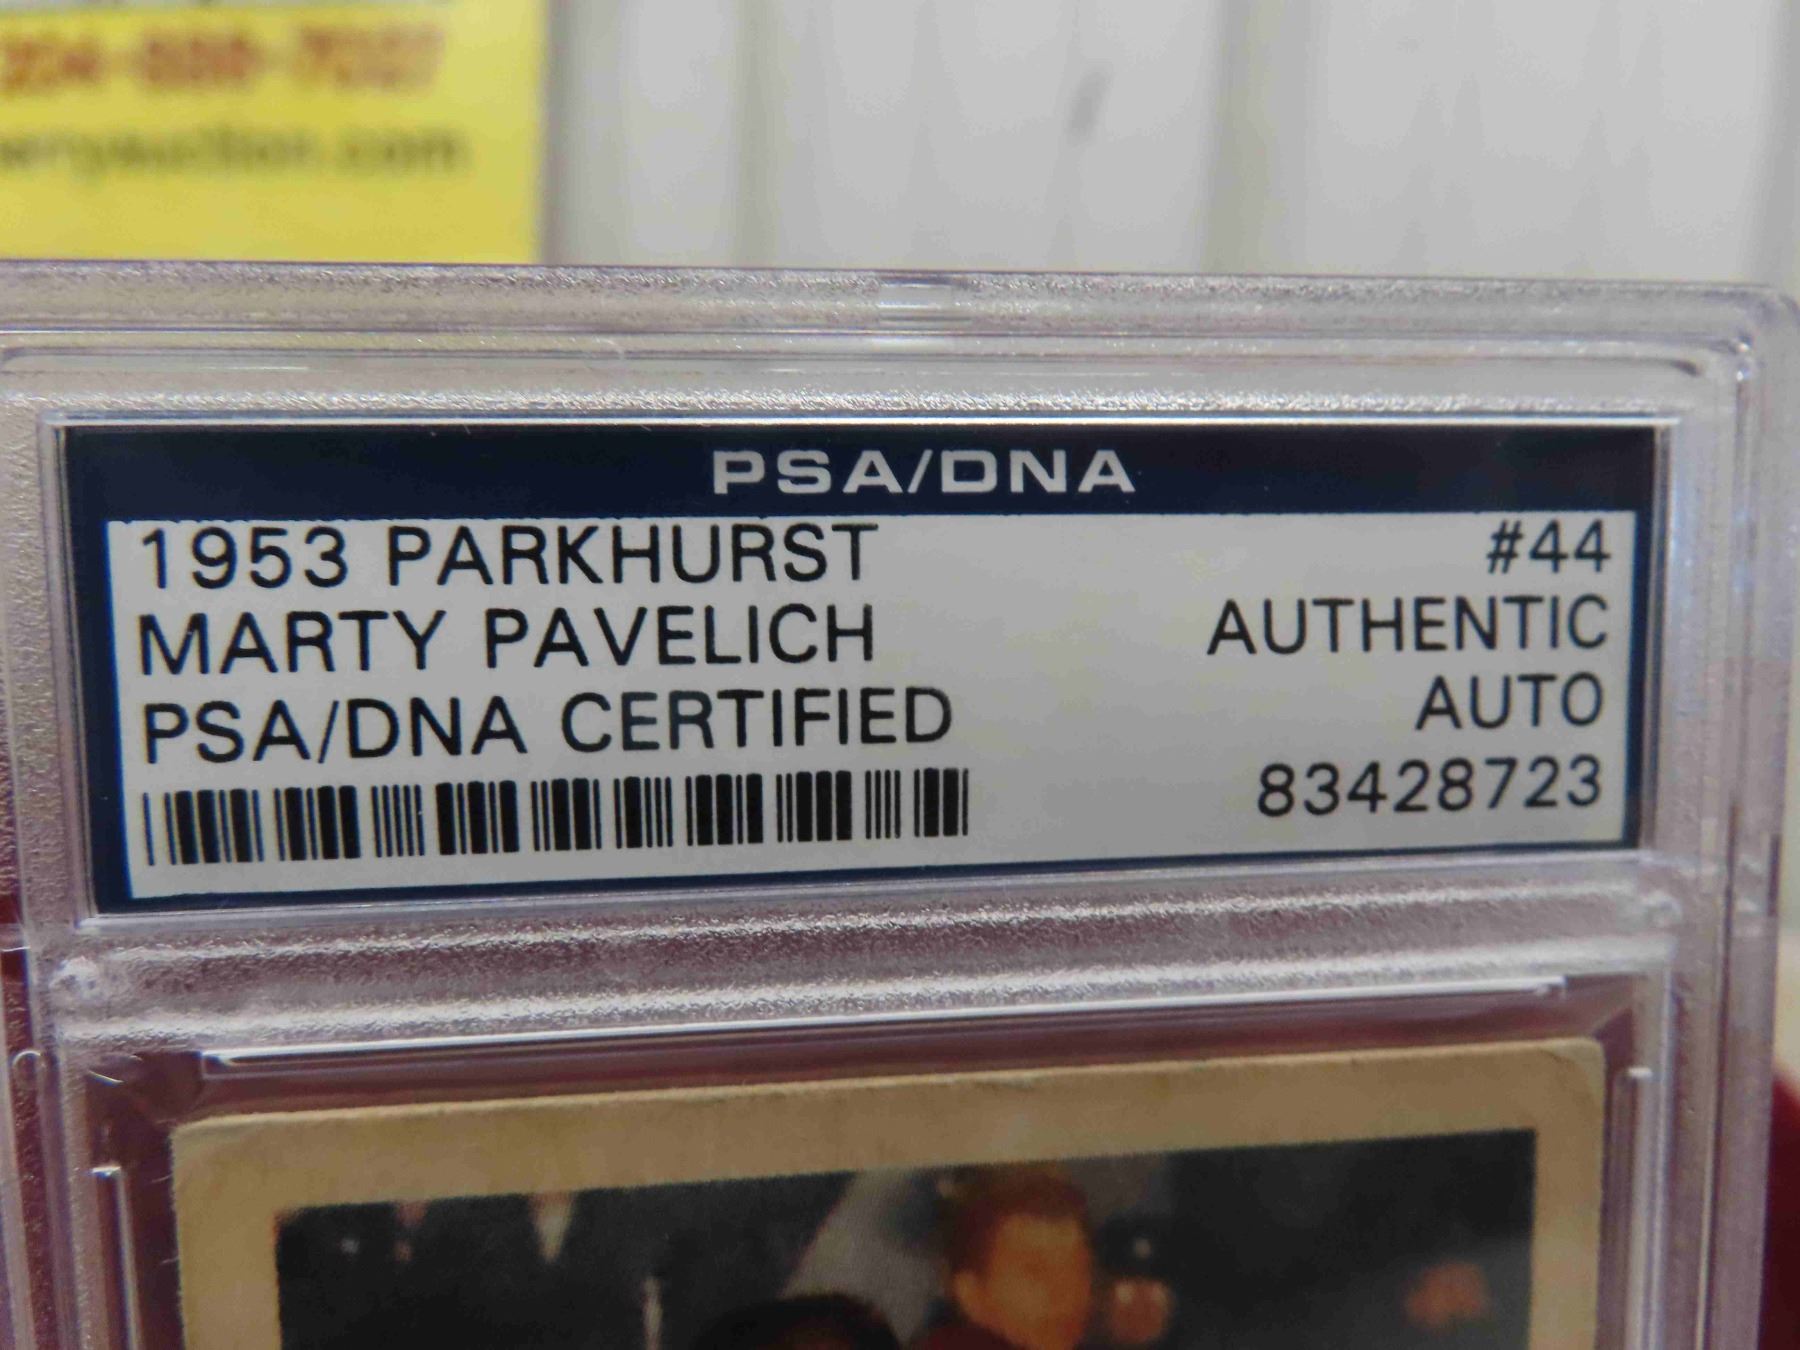 PSA/DNA
1953 PARKHURST #44
MARTY PAVELICH AUTHENTIC
PSA/DNA CERTIFIED AUTO
83428723